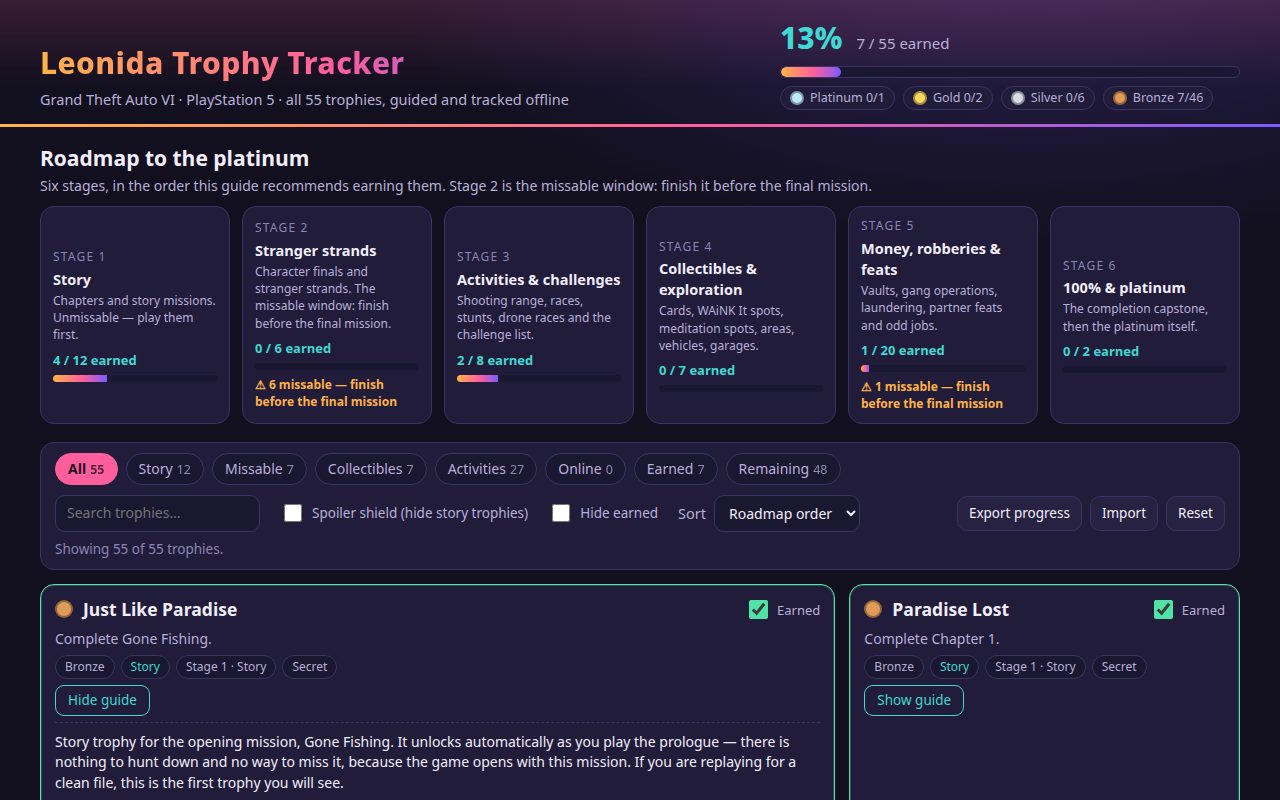 Leonida Trophy Tracker
Grand Theft Auto VI · PlayStation 5 · all 55 trophies, guided and tracked offline
13% 7 / 55 earned
Platinum 0/1 Gold 0/2 Silver 0/6 Bronze 7/46
Roadmap to the platinum
Six stages, in the order this guide recommends earning them. Stage 2 is the missable window: finish it before the final mission.
STAGE 1
Story
Chapters and story missions.
Unmissable — play them
first.
4 / 12 earned
STAGE 2
Stranger strands
Character finals and
stranger strands. The
missable window: finish
before the final mission.
0 / 6 earned
⚠ 6 missable — finish
before the final mission
STAGE 3
Activities & challenges
Shooting range, races,
stunts, drone races and the
challenge list.
2 / 8 earned
STAGE 4
Collectibles &
exploration
Cards, WAiNK It spots,
meditation spots, areas,
vehicles, garages.
0 / 7 earned
STAGE 5
Money, robberies &
feats
Vaults, gang operations,
laundering, partner feats
and odd jobs.
1 / 20 earned
⚠ 1 missable — finish
before the final mission
STAGE 6
100% & platinum
The completion capstone,
then the platinum itself.
0 / 2 earned
All 55 Story 12 Missable 7 Collectibles 7 Activities 27 Online 0 Earned 7 Remaining 48
Search trophies... Spoiler shield (hide story trophies) Hide earned Sort Roadmap order Export progress Import Reset
Showing 55 of 55 trophies.
Just Like Paradise Earned
Complete Gone Fishing.
Bronze Story Stage 1 · Story Secret
Hide guide
Story trophy for the opening mission, Gone Fishing. It unlocks automatically as you play the prologue — there is
nothing to hunt down and no way to miss it, because the game opens with this mission. If you are replaying for a
clean file, this is the first trophy you will see.
Paradise Lost Earned
Complete Chapter 1.
Bronze Story Stage 1 · Story Secret
Show guide